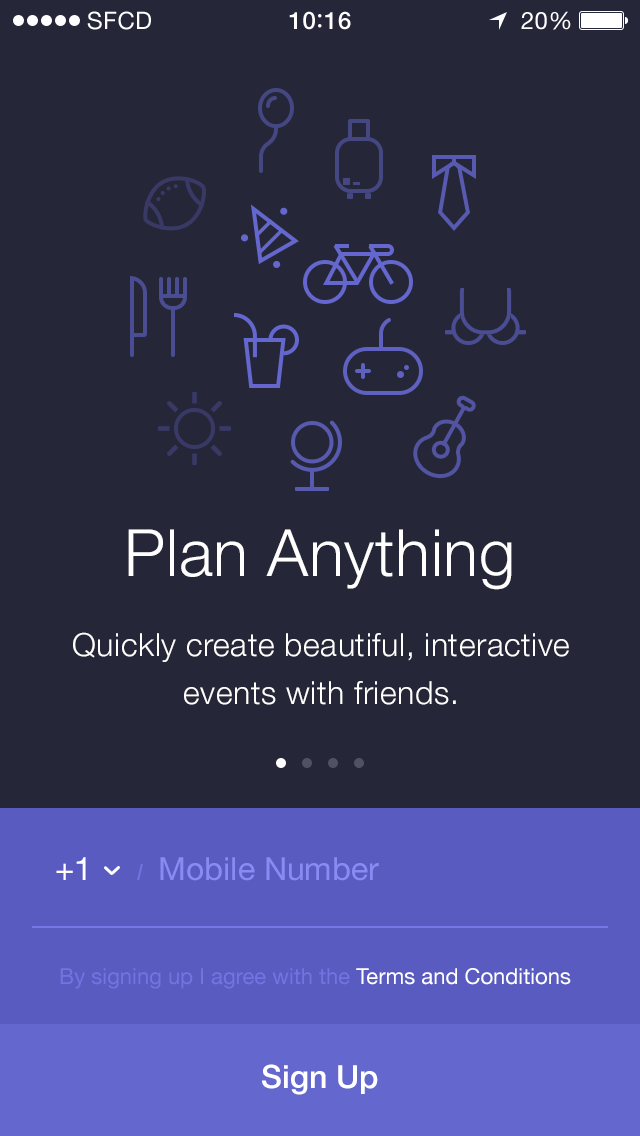 SFCD 10:16 20%
Plan Anything
Quickly create beautiful, interactive
events with friends.
+1 / Mobile Number
By signing up I agree with the Terms and Conditions
Sign Up